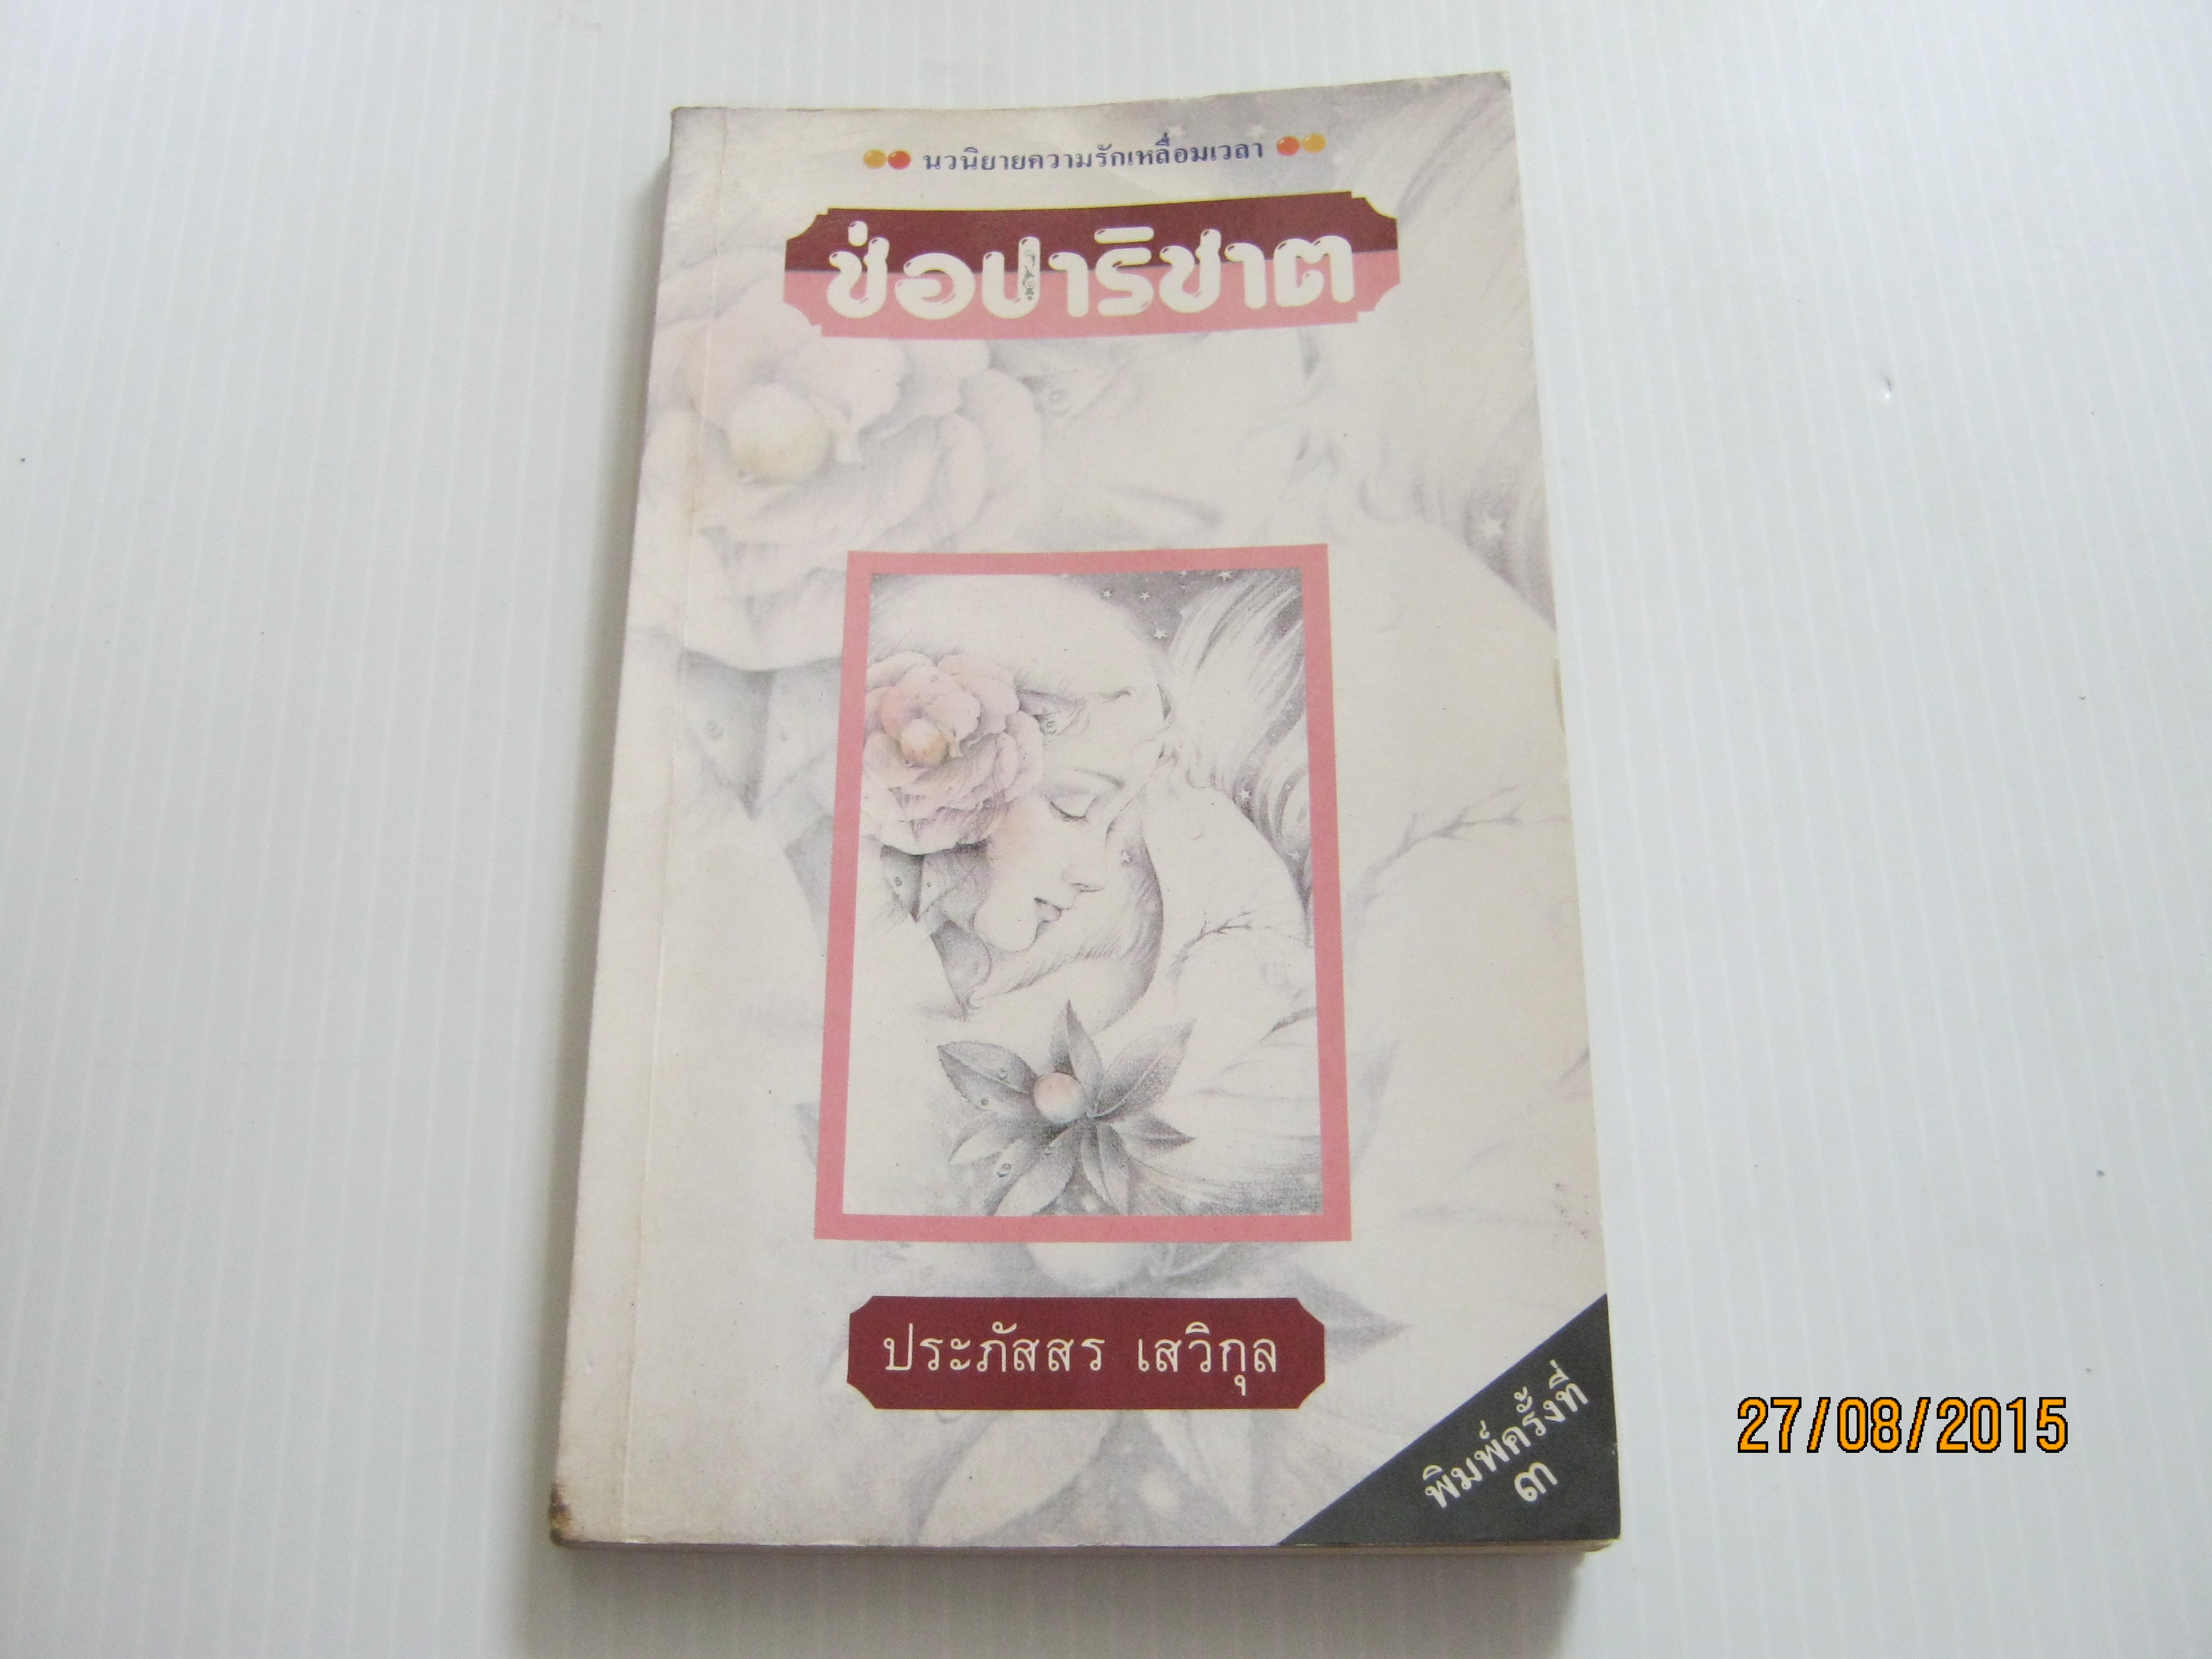 นวนิยายความรักเหลื่อมเวลา
ช่อปาริชาต
ประภัสสร เสวิกุล
พิมพ์ครั้งที่
๓
27/08/2015